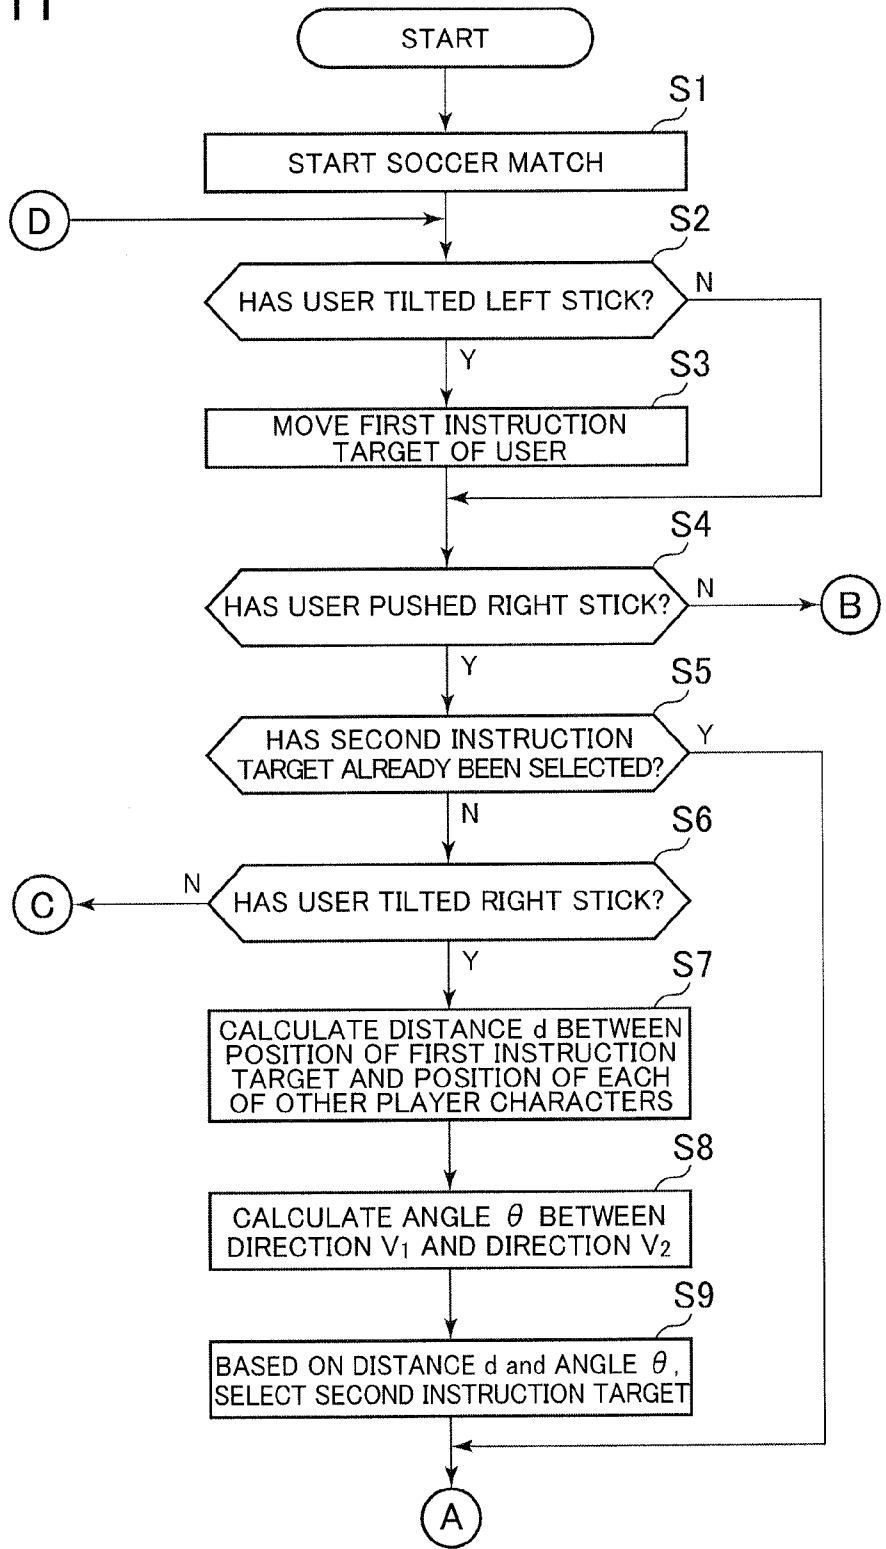 START
S1
START SOCCER MATCH
D
S2
HAS USER TILTED LEFT STICK?
N
Y
S3
MOVE FIRST INSTRUCTION
TARGET OF USER
S4
HAS USER PUSHED RIGHT STICK?
N
B
Y
S5
HAS SECOND INSTRUCTION
TARGET ALREADY BEEN SELECTED?
Y
N
S6
HAS USER TILTED RIGHT STICK?
N
C
Y
S7
CALCULATE DISTANCE d BETWEEN
POSITION OF FIRST INSTRUCTION
TARGET AND POSITION OF EACH
OF OTHER PLAYER CHARACTERS
S8
CALCULATE ANGLE θ BETWEEN
DIRECTION V1 AND DIRECTION V2
S9
BASED ON DISTANCE d and ANGLE θ,
SELECT SECOND INSTRUCTION TARGET
A